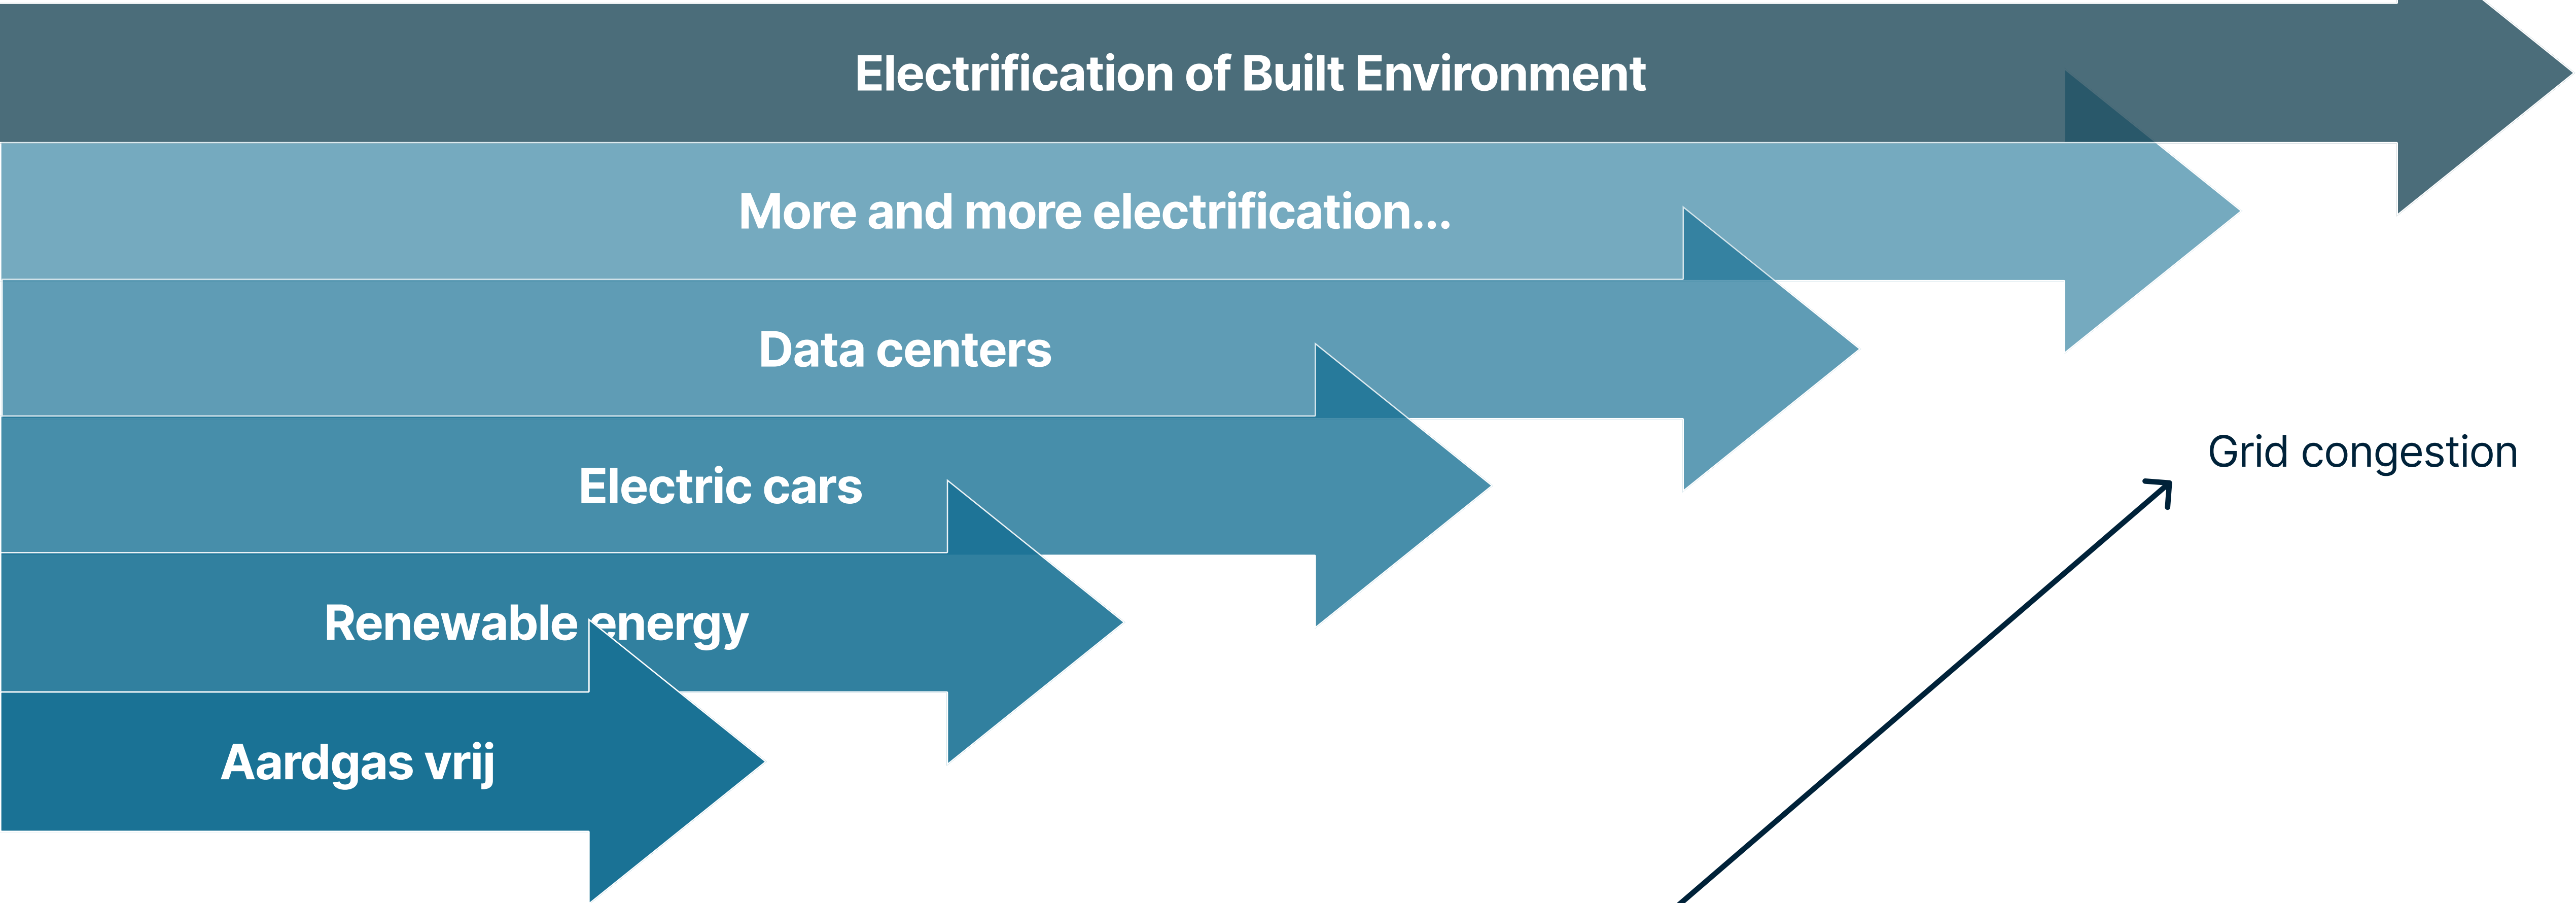 Electrification of Built Environment
More and more electrification...
Data centers
Grid congestion
Electric cars
Renewable energy
Aardgas vrij